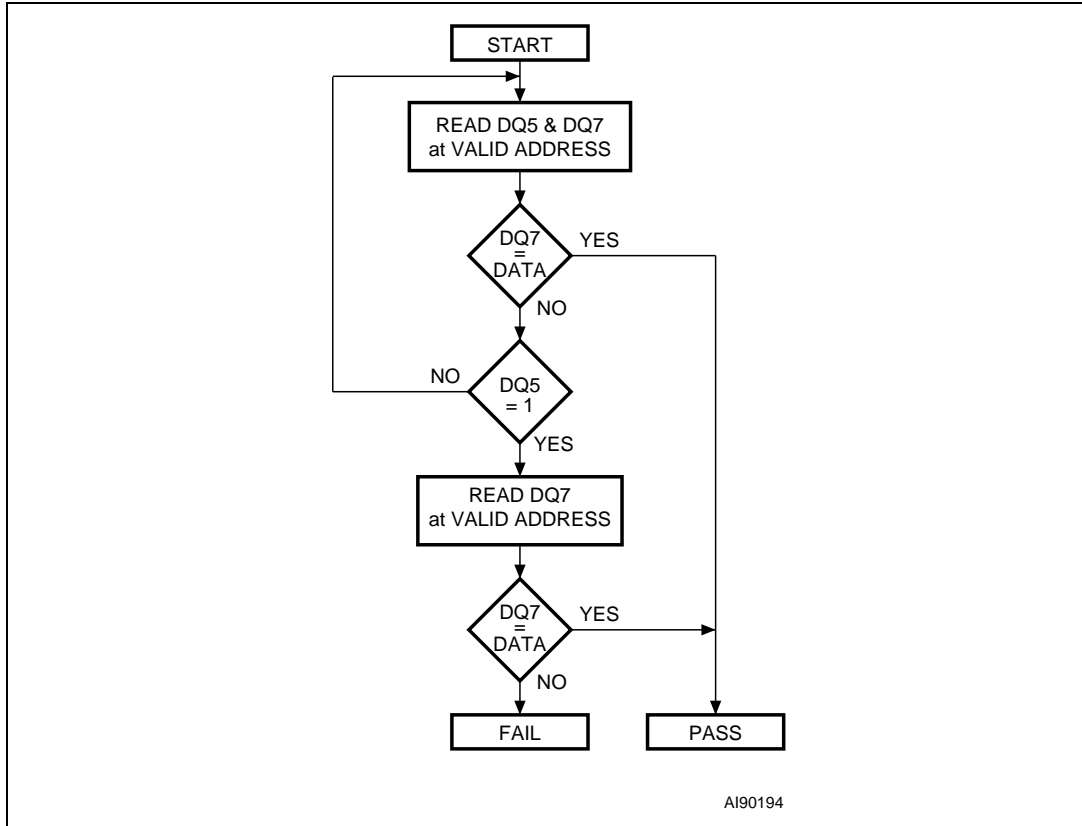 START
READ DQ5 & DQ7
at VALID ADDRESS
DQ7
=
DATA
YES
NO
NO
DQ5
= 1
YES
READ DQ7
at VALID ADDRESS
DQ7
=
DATA
YES
NO
FAIL
PASS
AI90194